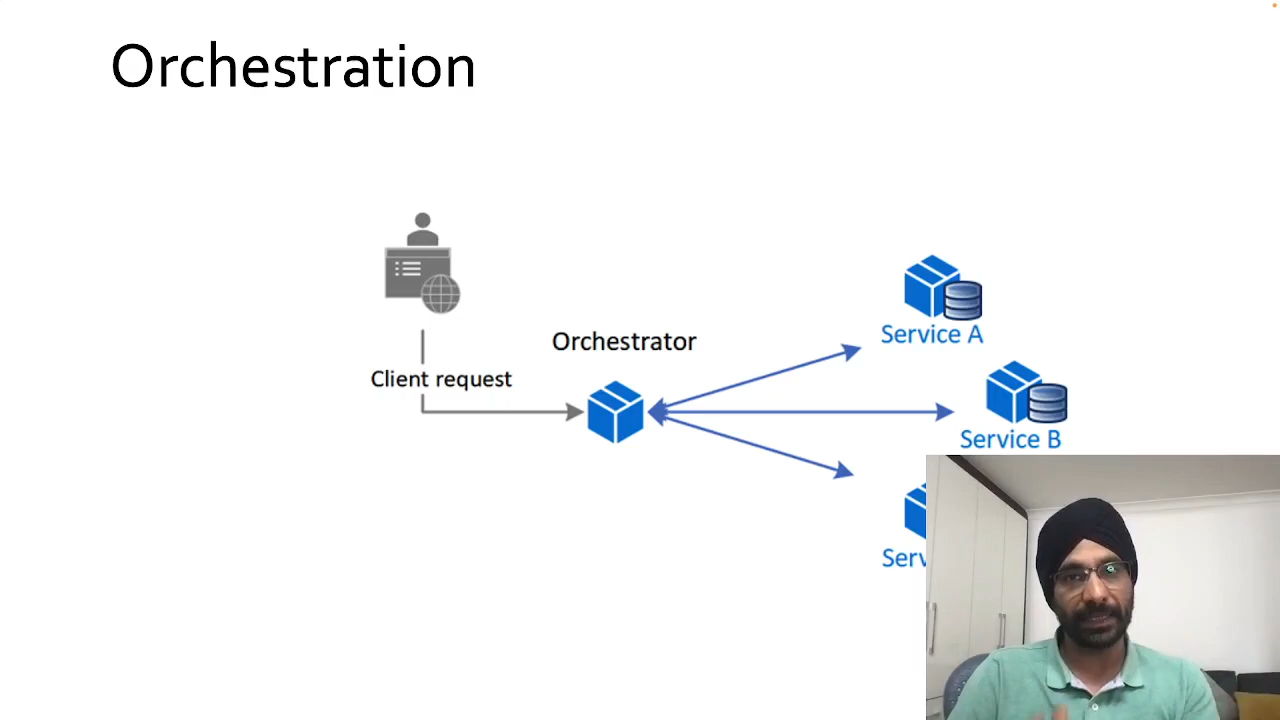 Orchestration
Orchestrator
Client request
Service A
Service B